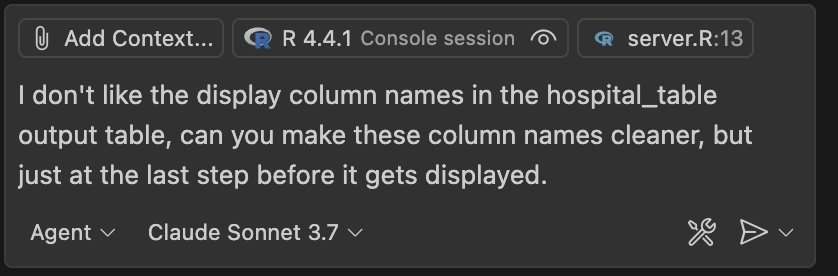 Add Context... R 4.4.1 Console session server.R:13
I don't like the display column names in the hospital_table
output table, can you make these column names cleaner, but
just at the last step before it gets displayed.
Agent Claude Sonnet 3.7